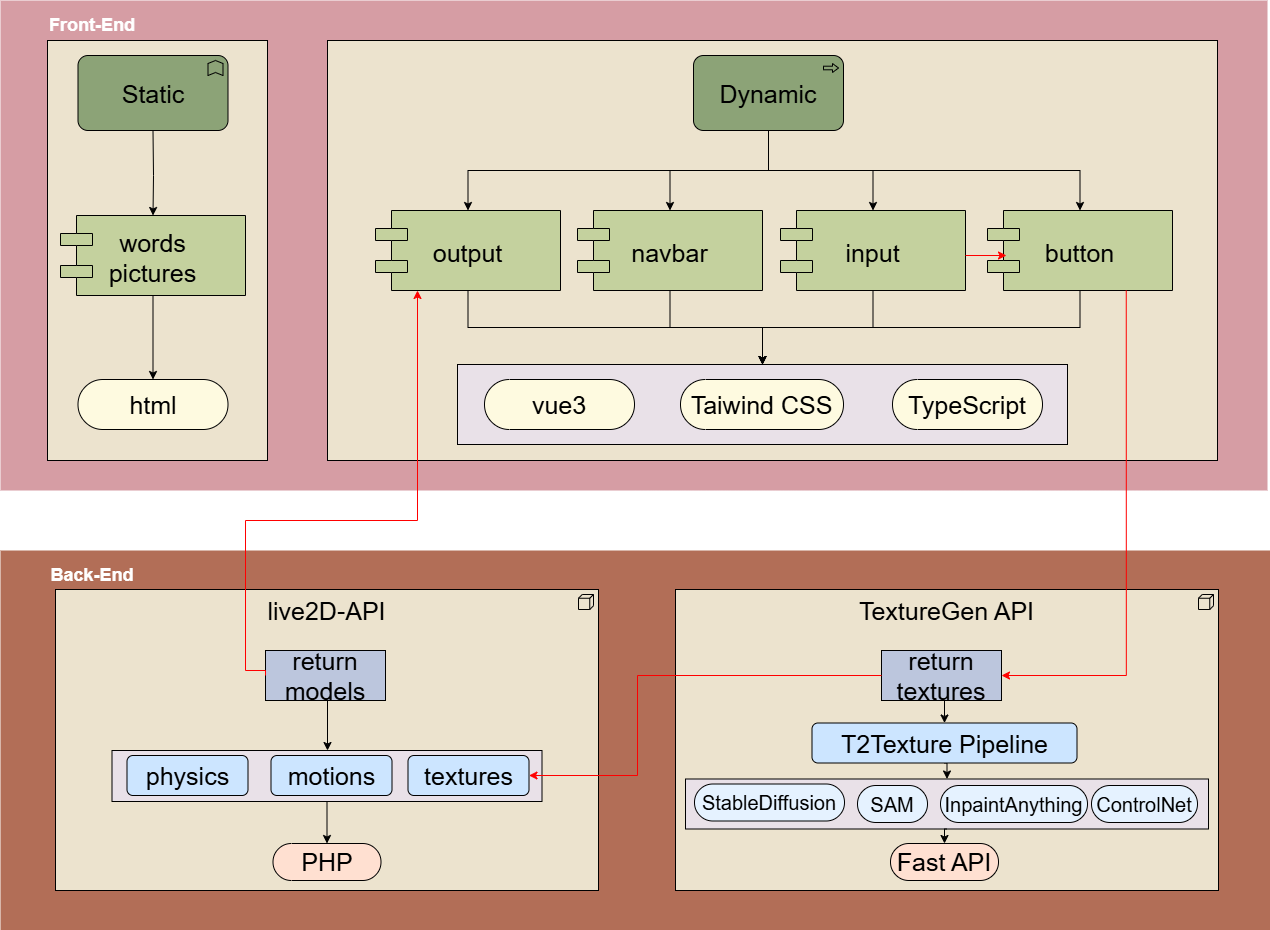 Front-End
Static
words
pictures
html
Dynamic
output
navbar
input
button
vue3
Taiwind CSS
TypeScript
Back-End
live2D-API
return
models
physics
motions
textures
PHP
TextureGen API
return
textures
T2Texture Pipeline
StableDiffusion
SAM
InpaintAnything
ControlNet
Fast API